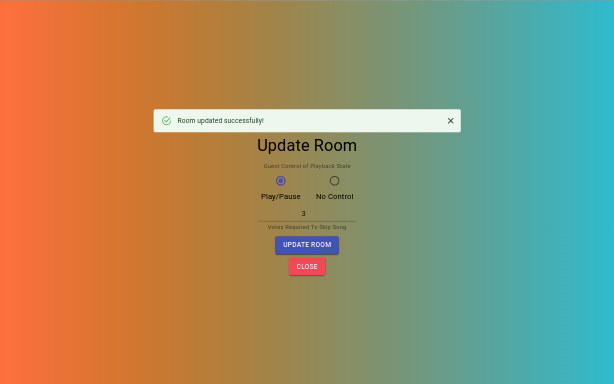 Room updated successfully!
Update Room
Guest Control of Playback State
Play/Pause No Control
3
Votes Required To Skip Song
UPDATE ROOM
CLOSE